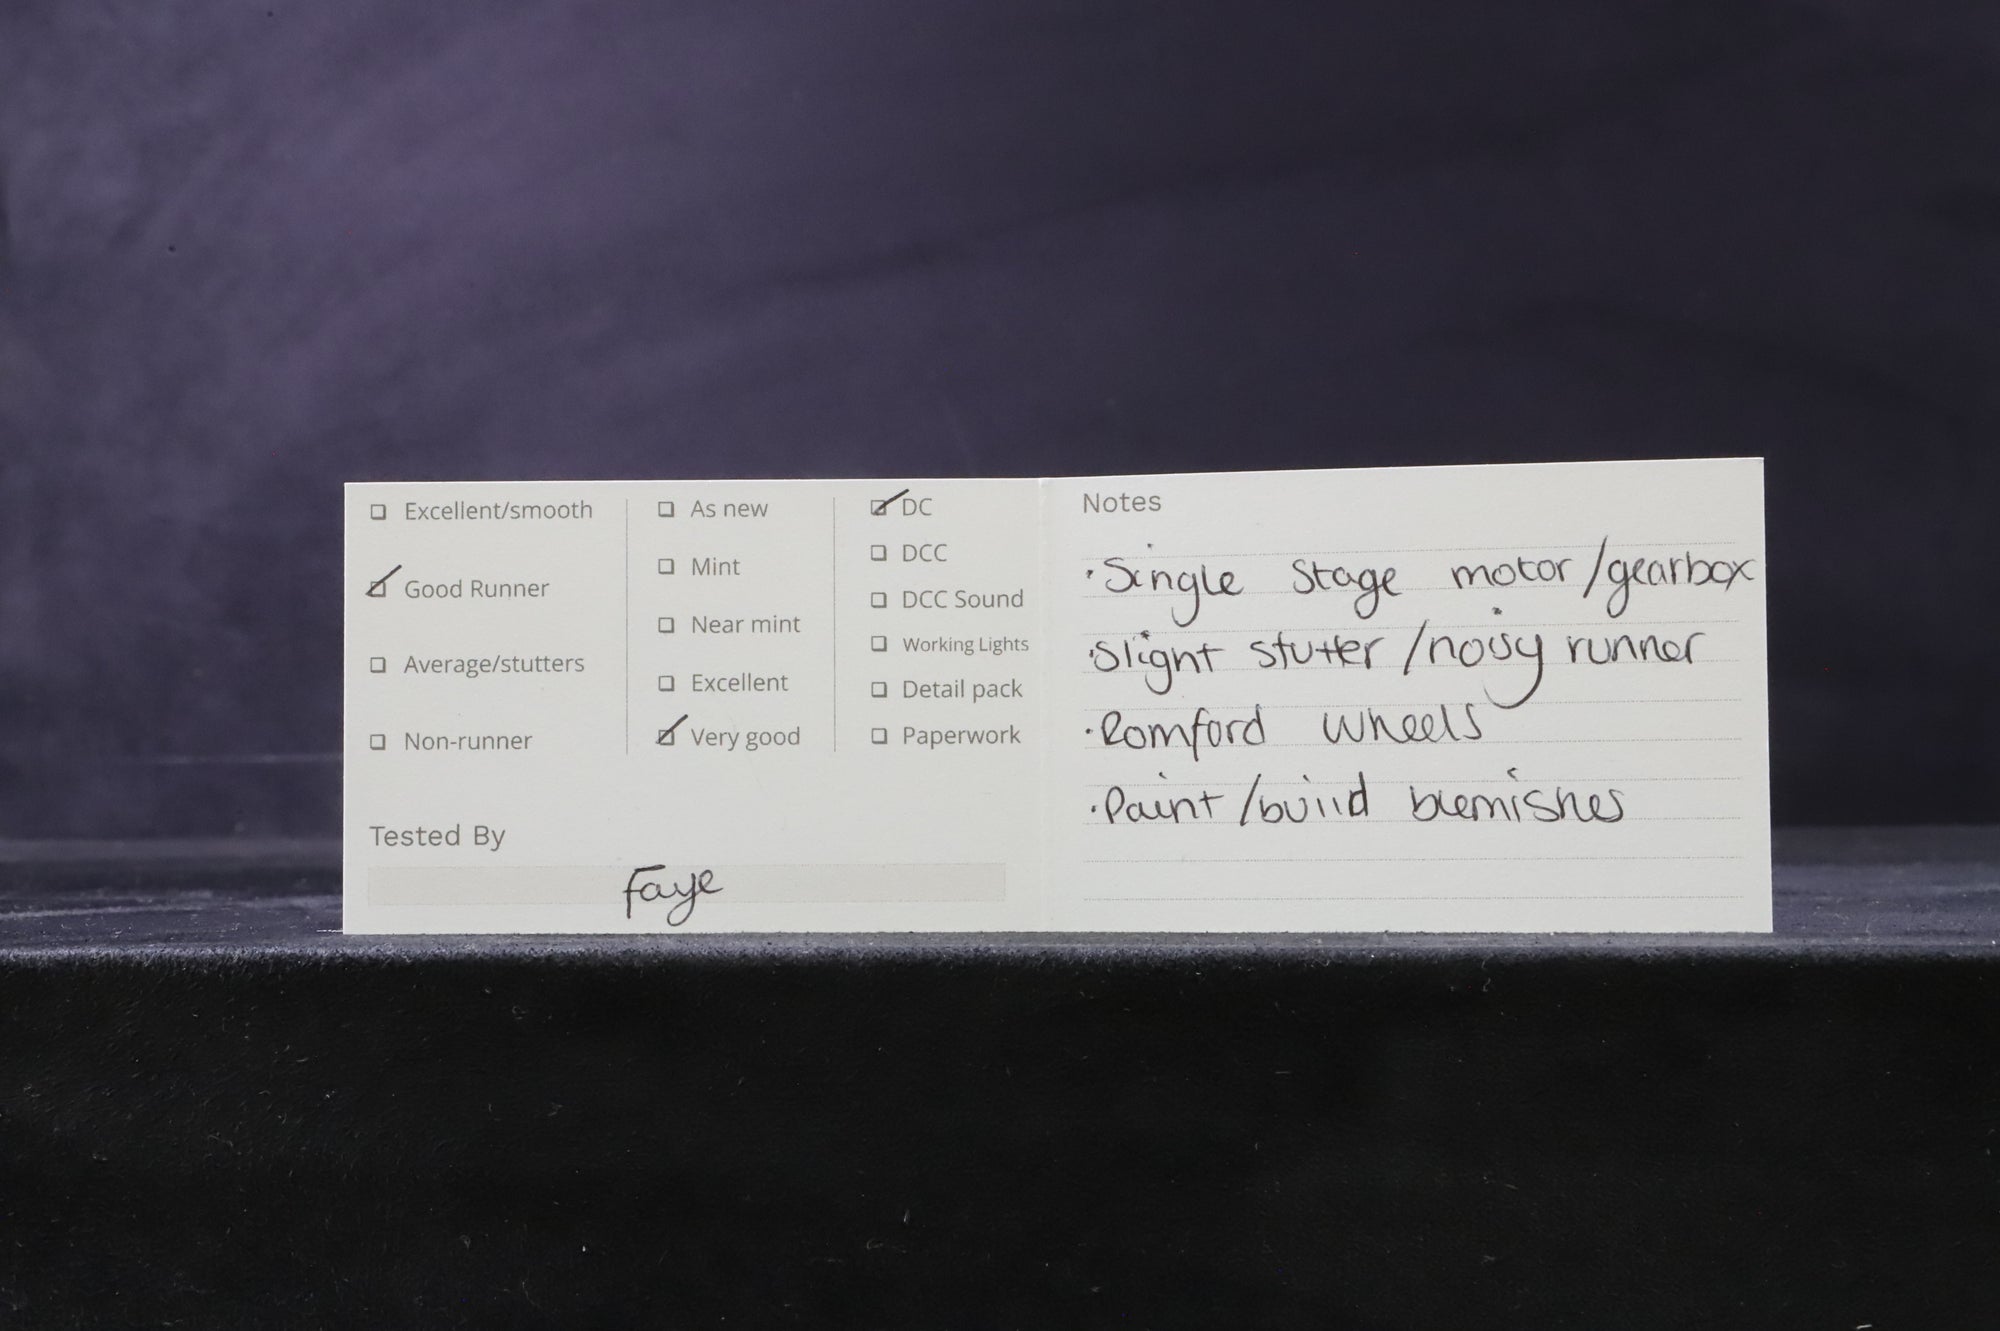 Excellent/smooth
Good Runner
Average/stutters
Non-runner
As new
Mint
Near mint
Excellent
Very good
DC
DCC
DCC Sound
Working Lights
Detail pack
Paperwork
Tested By
Faye
Notes
·Single stage motor/gearbox
·Slight stutter/noisy runner
·Romford wheels
·Paint/build blemishes